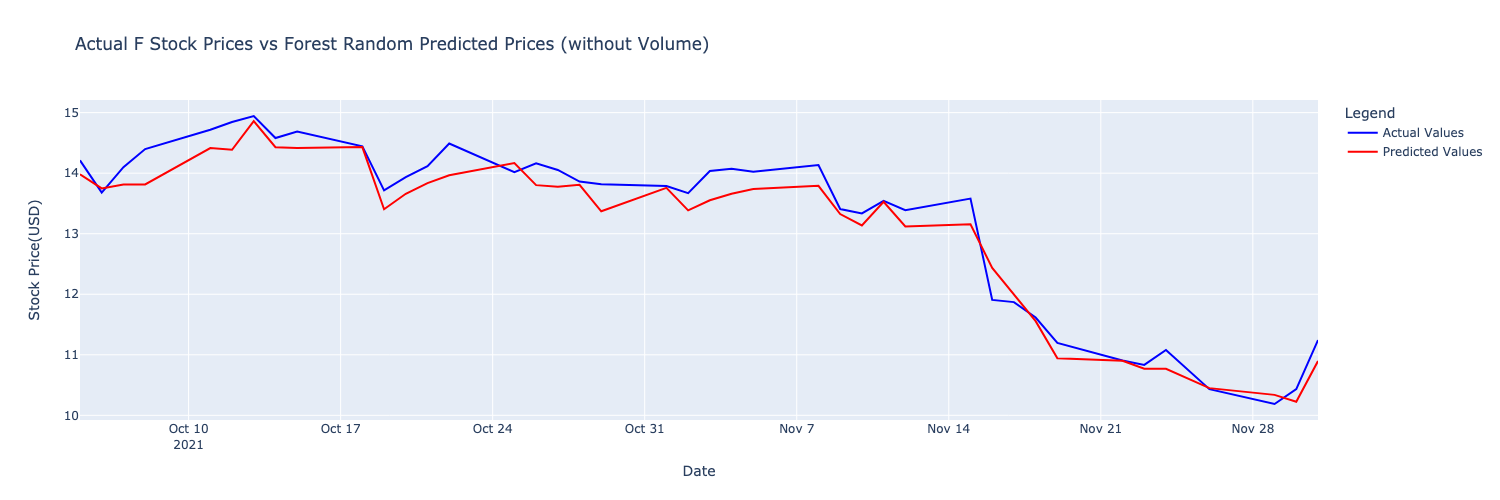 Actual F Stock Prices vs Forest Random Predicted Prices (without Volume)
Legend
Actual Values
Predicted Values
Stock Price(USD)
15
14
13
12
11
10
Oct 10
2021
Oct 17
Oct 24
Oct 31
Nov 7
Nov 14
Nov 21
Nov 28
Date